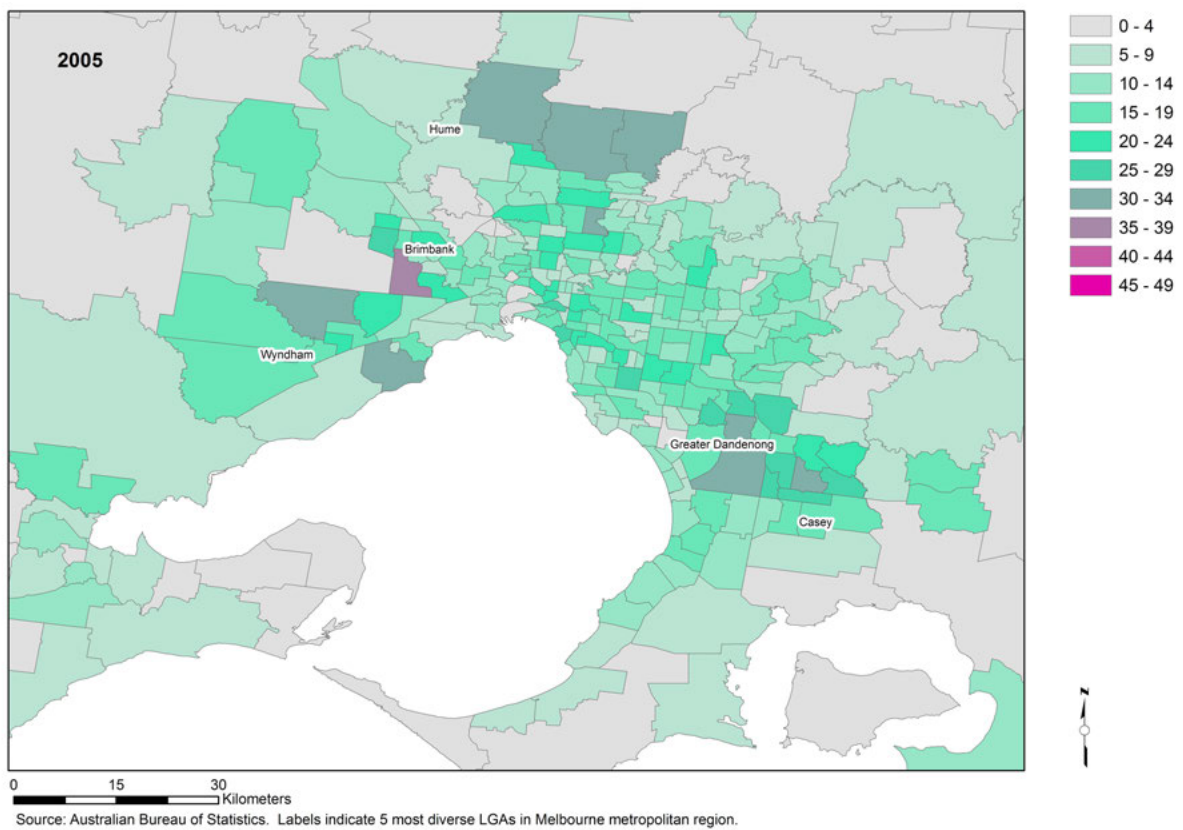 2005
0 - 4
5 - 9
10 - 14
15 - 19
20 - 24
25 - 29
30 - 34
35 - 39
40 - 44
45 - 49
Hume
Brimbank
Wyndham
Greater Dandenong
Casey
N
0 15 30
Kilometers
Source: Australian Bureau of Statistics. Labels indicate 5 most diverse LGAs in Melbourne metropolitan region.